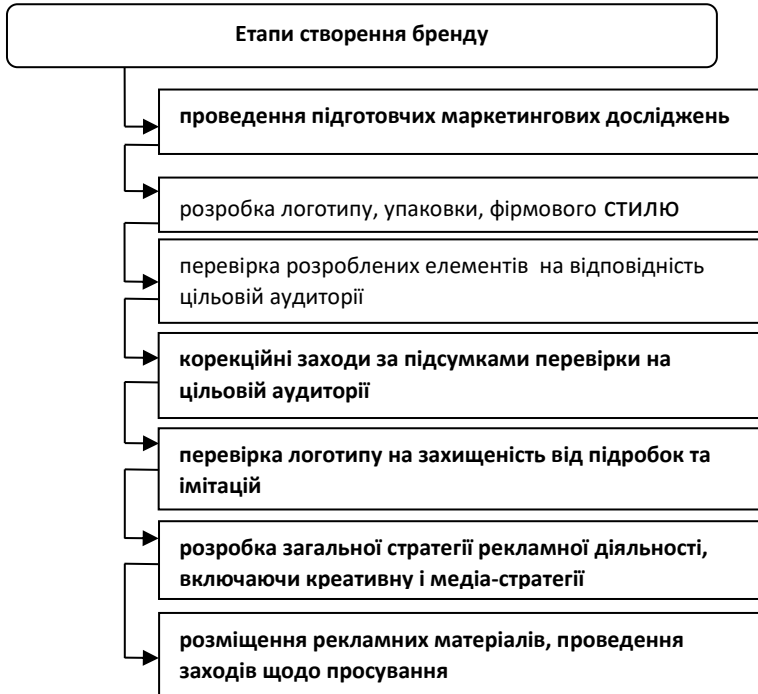 Етапи створення бренду
проведення підготовчих маркетингових досліджень
розробка логотипу, упаковки, фірмового стилю
перевірка розроблених елементів на відповідність
цільовій аудиторії
корекційні заходи за підсумками перевірки на
цільовій аудиторії
перевірка логотипу на захищеність від підробок та
імітацій
розробка загальної стратегії рекламної діяльності,
включаючи креативну і медіа-стратегії
розміщення рекламних матеріалів, проведення
заходів щодо просування